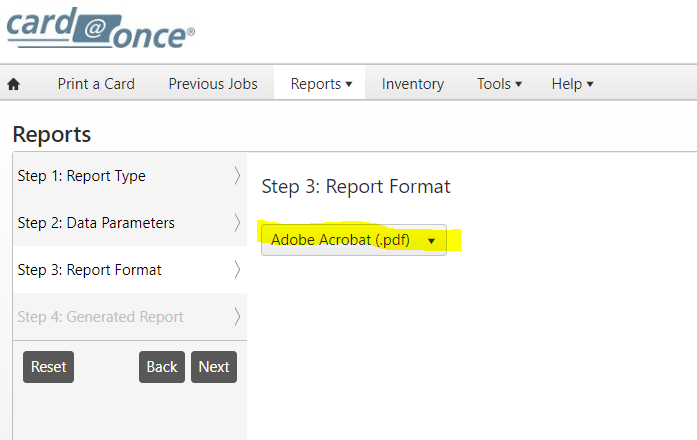 card@once®
Print a Card Previous Jobs Reports ▾ Inventory Tools ▾ Help ▾
Reports
Step 1: Report Type
Step 2: Data Parameters
Step 3: Report Format
Step 4: Generated Report
Reset Back Next
Step 3: Report Format
Adobe Acrobat (.pdf) ▾